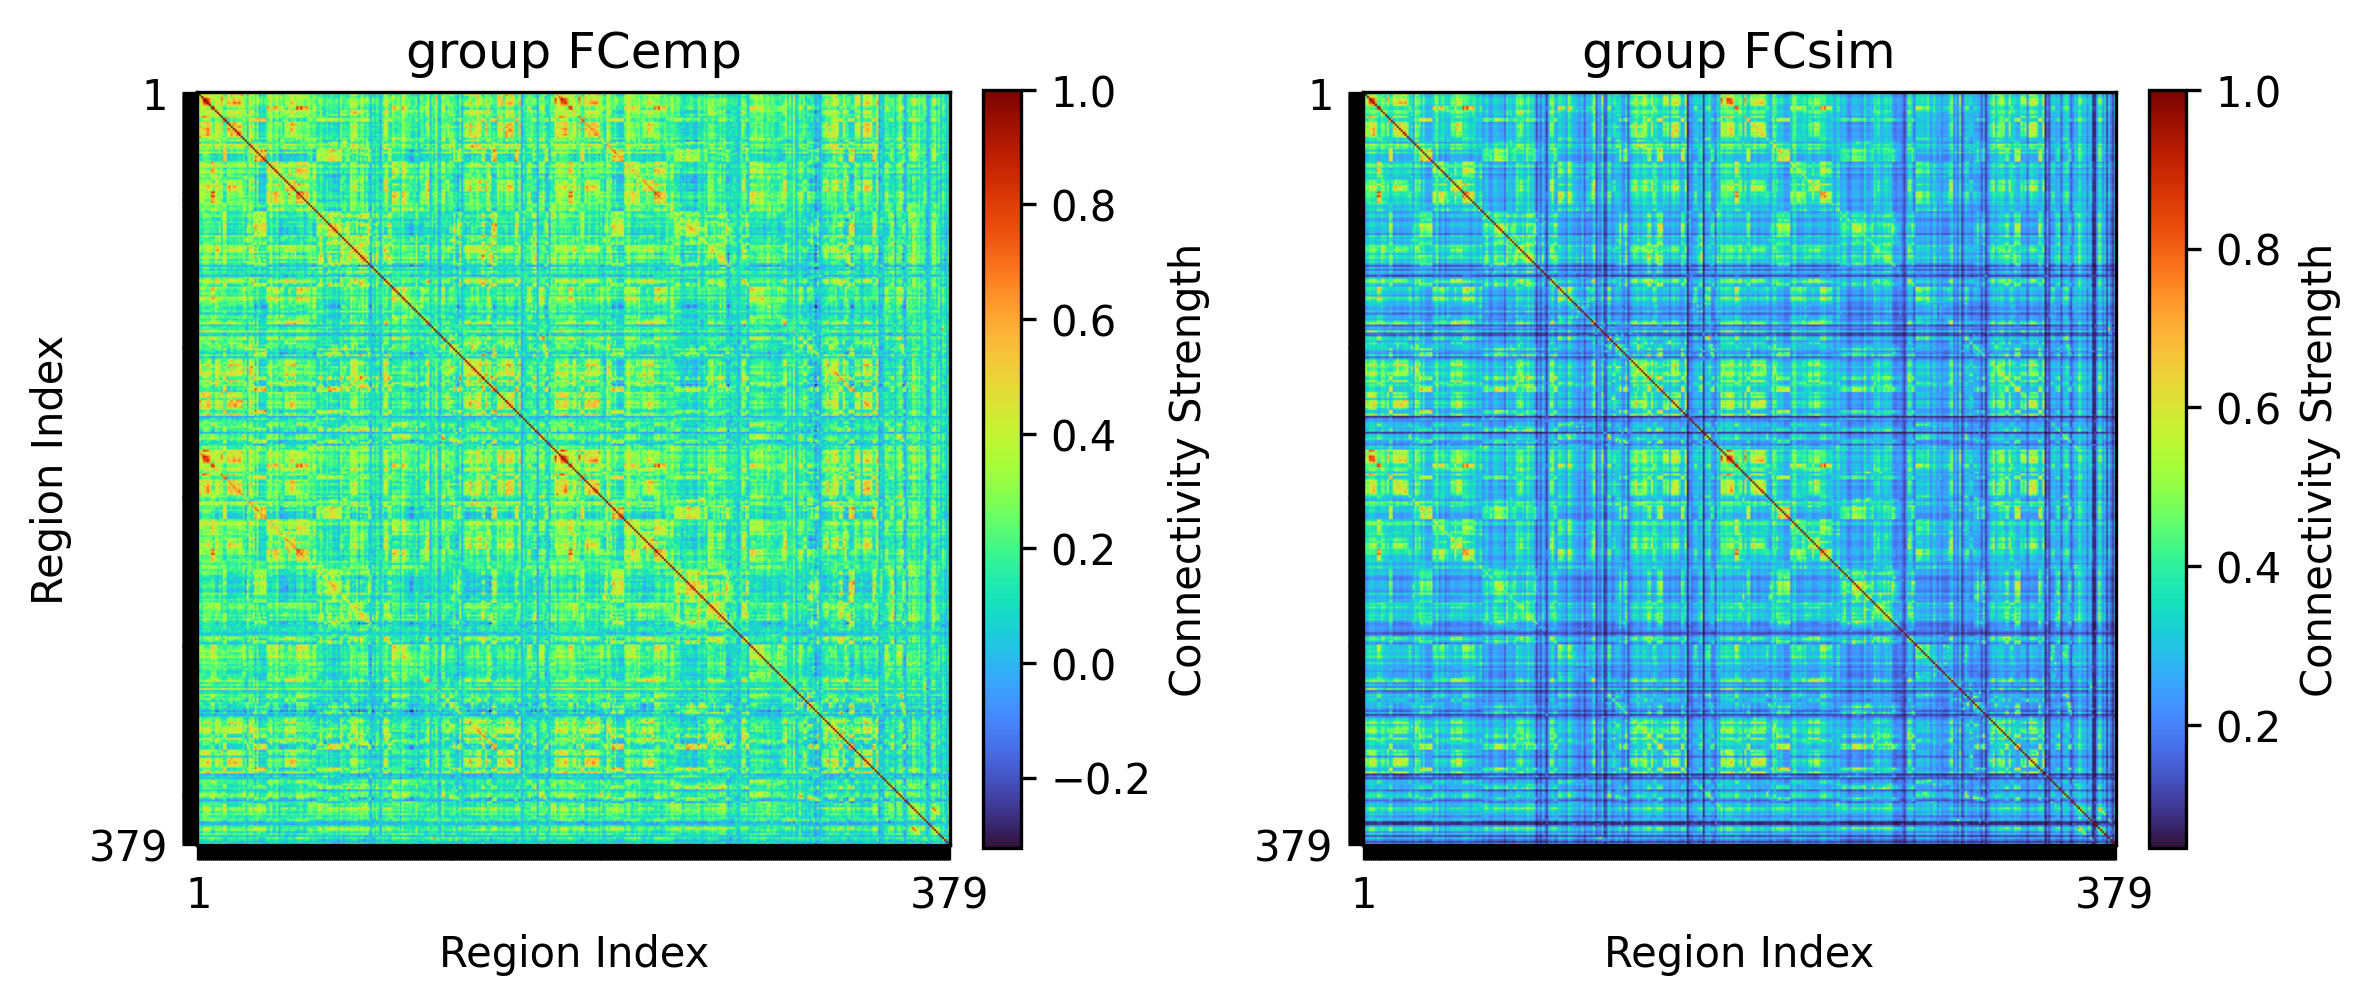 group FCemp
1
379
1
379
Region Index
Region Index
1.0
0.8
0.6
0.4
0.2
0.0
−0.2
Connectivity Strength
group FCsim
1
379
1
379
Region Index
1.0
0.8
0.6
0.4
0.2
Connectivity Strength